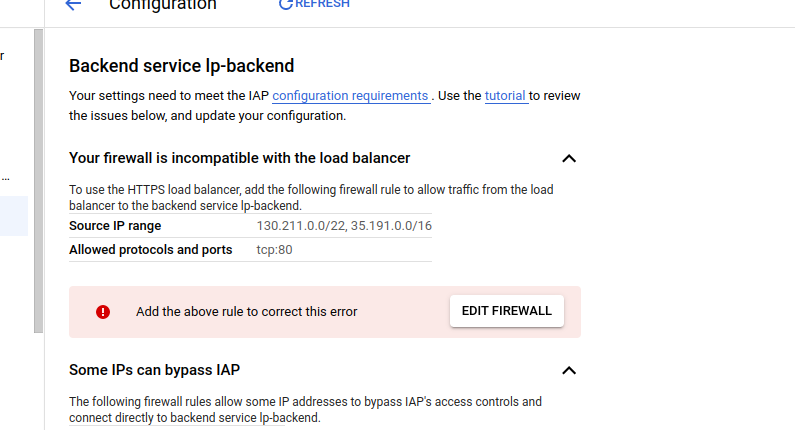 Configuration
REFRESH
r
...
Backend service lp-backend
Your settings need to meet the IAP configuration requirements . Use the tutorial to review
the issues below, and update your configuration.
Your firewall is incompatible with the load balancer
To use the HTTPS load balancer, add the following firewall rule to allow traffic from the load
balancer to the backend service lp-backend.
Source IP range 130.211.0.0/22, 35.191.0.0/16
Allowed protocols and ports tcp:80
Add the above rule to correct this error
EDIT FIREWALL
Some IPs can bypass IAP
The following firewall rules allow some IP addresses to bypass IAP's access controls and
connect directly to backend service lp-backend.